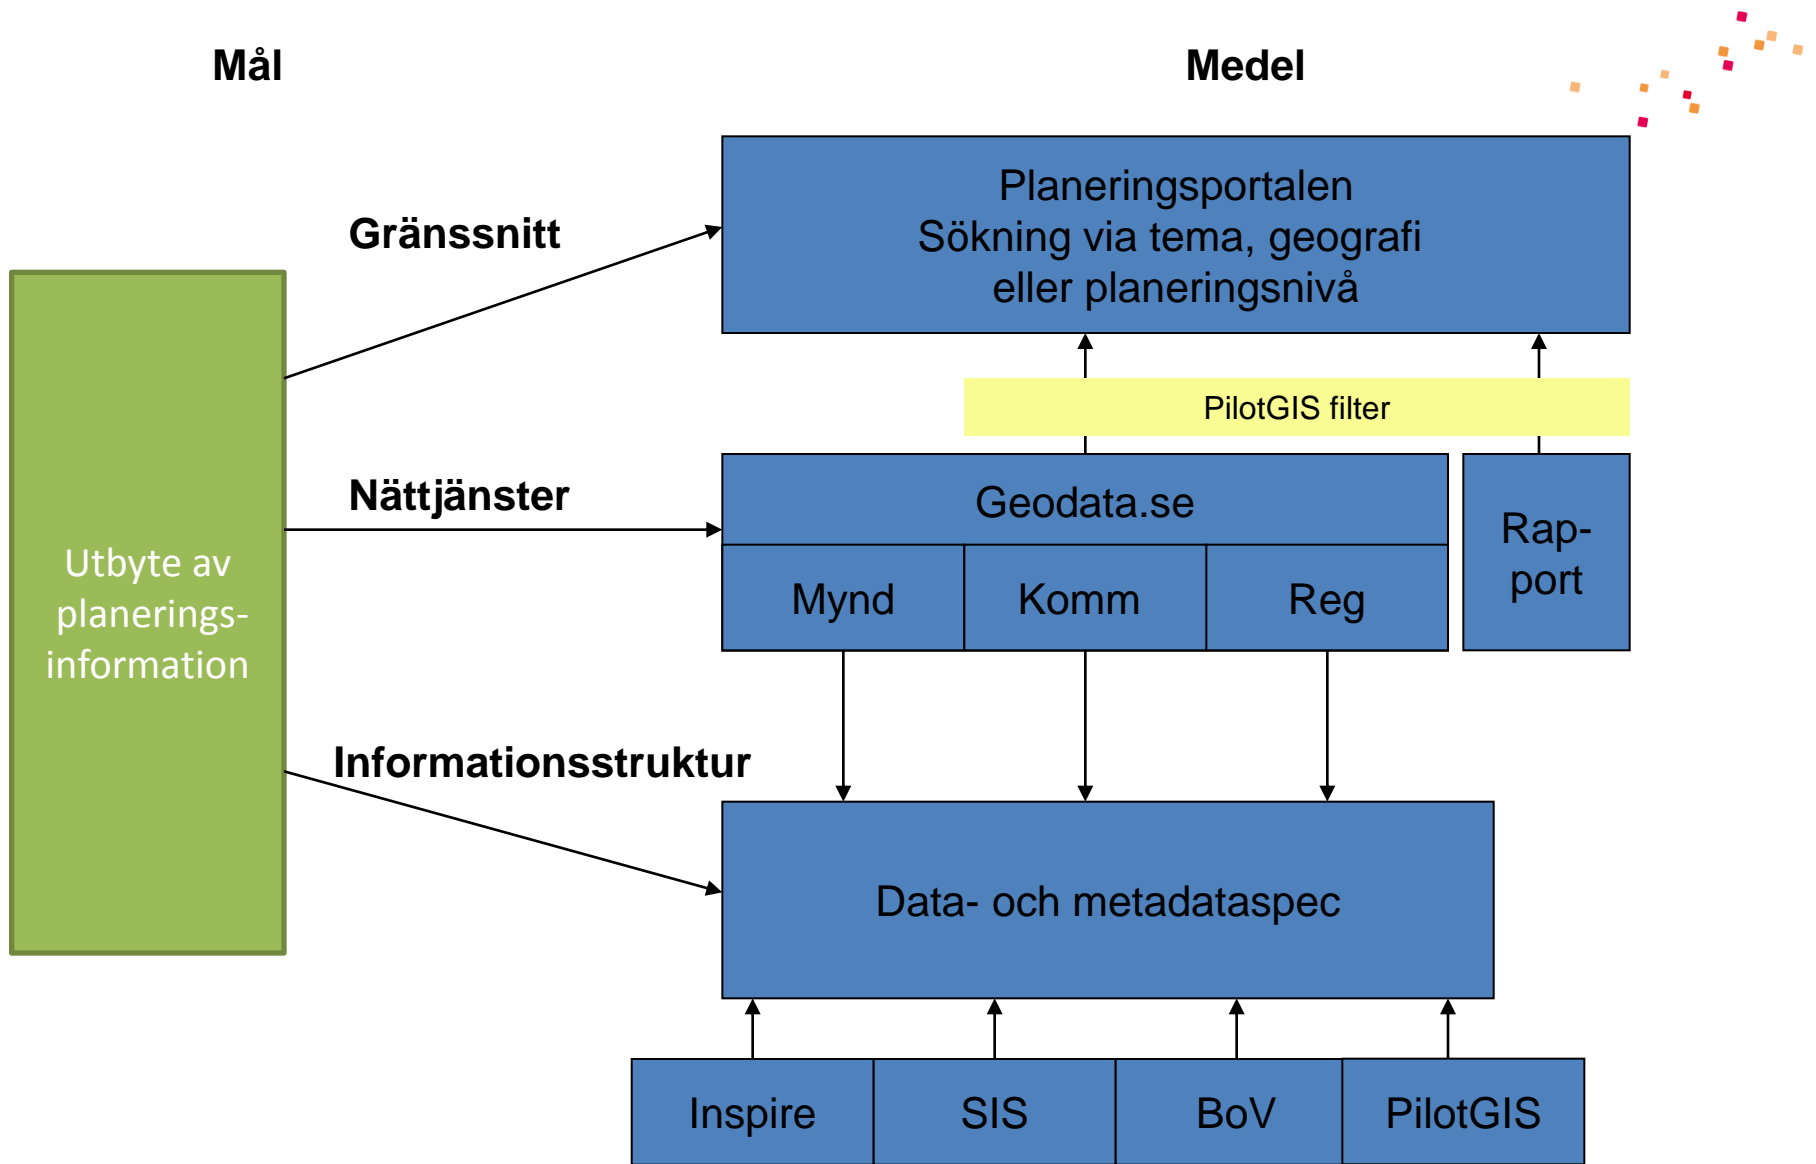 Mål
Medel
Planeringsportalen
Sökning via tema, geografi
eller planeringsnivå
Gränssnitt
PilotGIS filter
Nättjänster
Geodata.se
Mynd
Komm
Reg
Rap-
port
Utbyte av
planerings-
information
Informationsstruktur
Data- och metadataspec
Inspire
SIS
BoV
PilotGIS